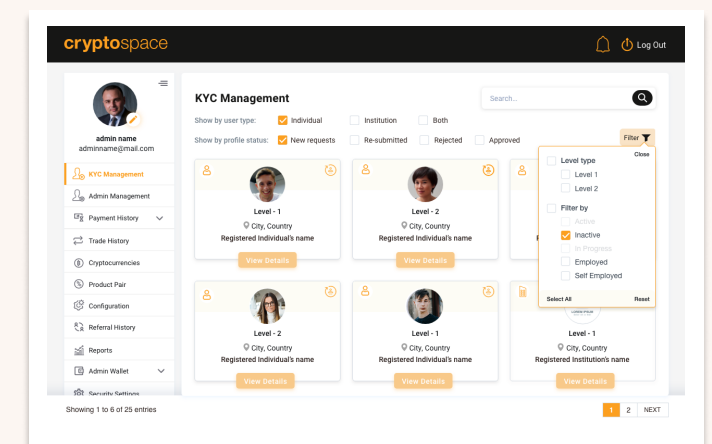 cryptospace
Log Out
admin name
adminname@mail.com
KYC Management
Admin Management
Payment History
Trade History
Cryptocurrencies
Product Pair
Configuration
Referral History
Reports
Admin Wallet
Security Settings
KYC Management
Search...
Show by user type: Individual Institution Both
Show by profile status: New requests Re-submitted Rejected Approved
Filter
Close
Level type
Level 1
Level 2
Filter by
Active
Inactive
In Progress
Employed
Self Employed
Select All Reset
Level - 1
City, Country
Registered Individual's name
View Details
Level - 2
City, Country
Registered Individual's name
View Details
Level - 2
City, Country
Registered Individual's name
View Details
Level - 1
City, Country
Registered Individual's name
View Details
LOREM IPSUM
Level - 1
City, Country
Registered Institution's name
View Details
Showing 1 to 6 of 25 entries
1 2 NEXT